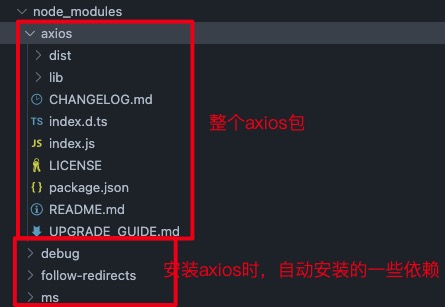 node_modules
axios
dist
lib
CHANGELOG.md
TS index.d.ts
整个axios包
JS index.js
LICENSE
{} package.json
README.md
UPGRADE_GUIDE.md
debug
follow-redirects
安装axios时，自动安装的一些依赖
ms